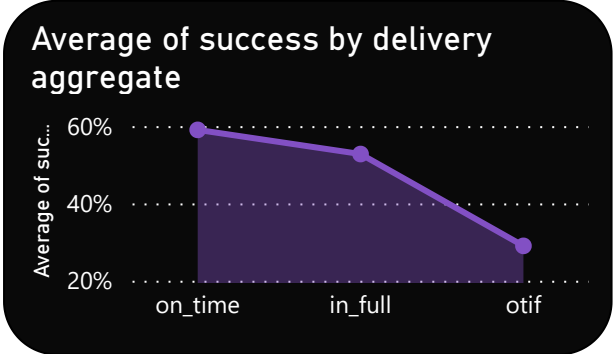 Average of success by delivery
aggregate
Average of suc...
60%
40%
20%
on_time in_full otif